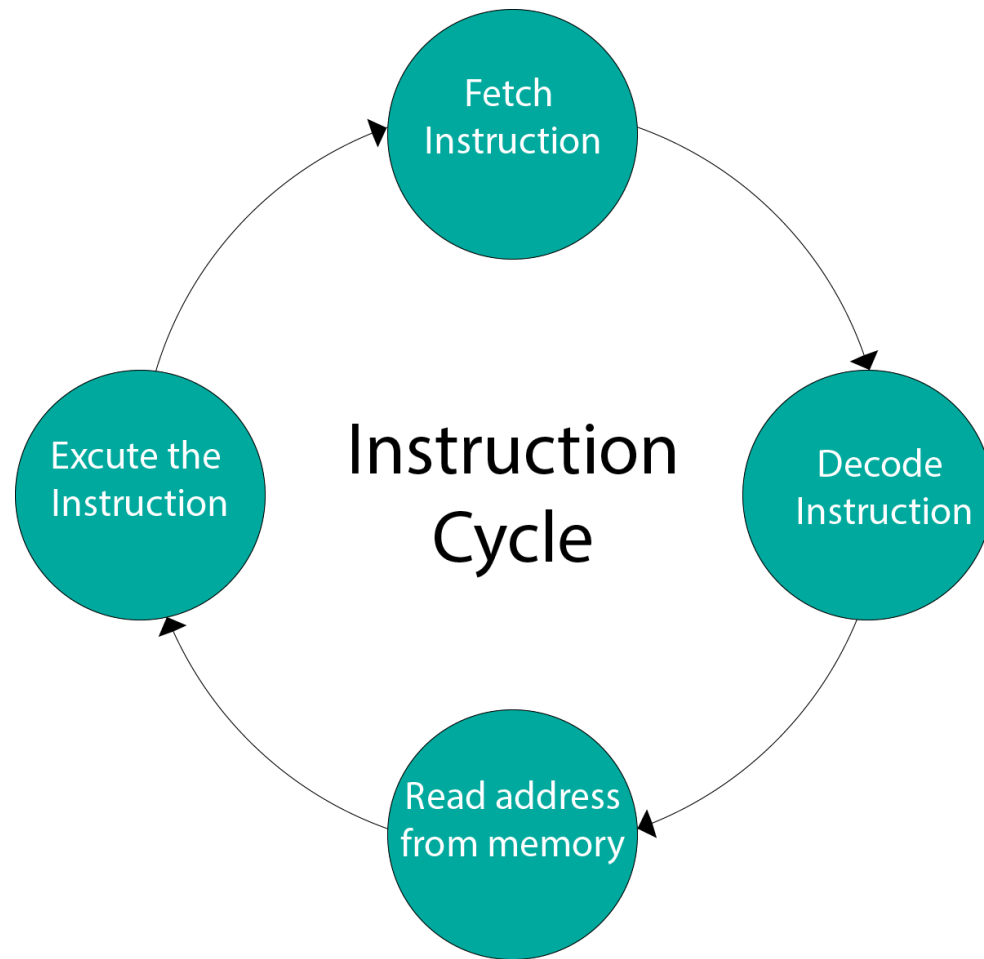 Fetch
Instruction
Excute the
Instruction
Instruction
Cycle
Decode
Instruction
Read address
from memory